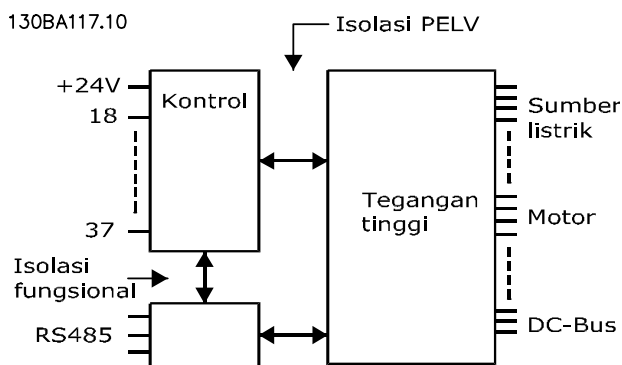 130BA117.10
Isolasi PELV
+24V
18
37
Kontrol
Tegangan
tinggi
Sumber
listrik
Motor
DC-Bus
Isolasi
fungsional
RS485